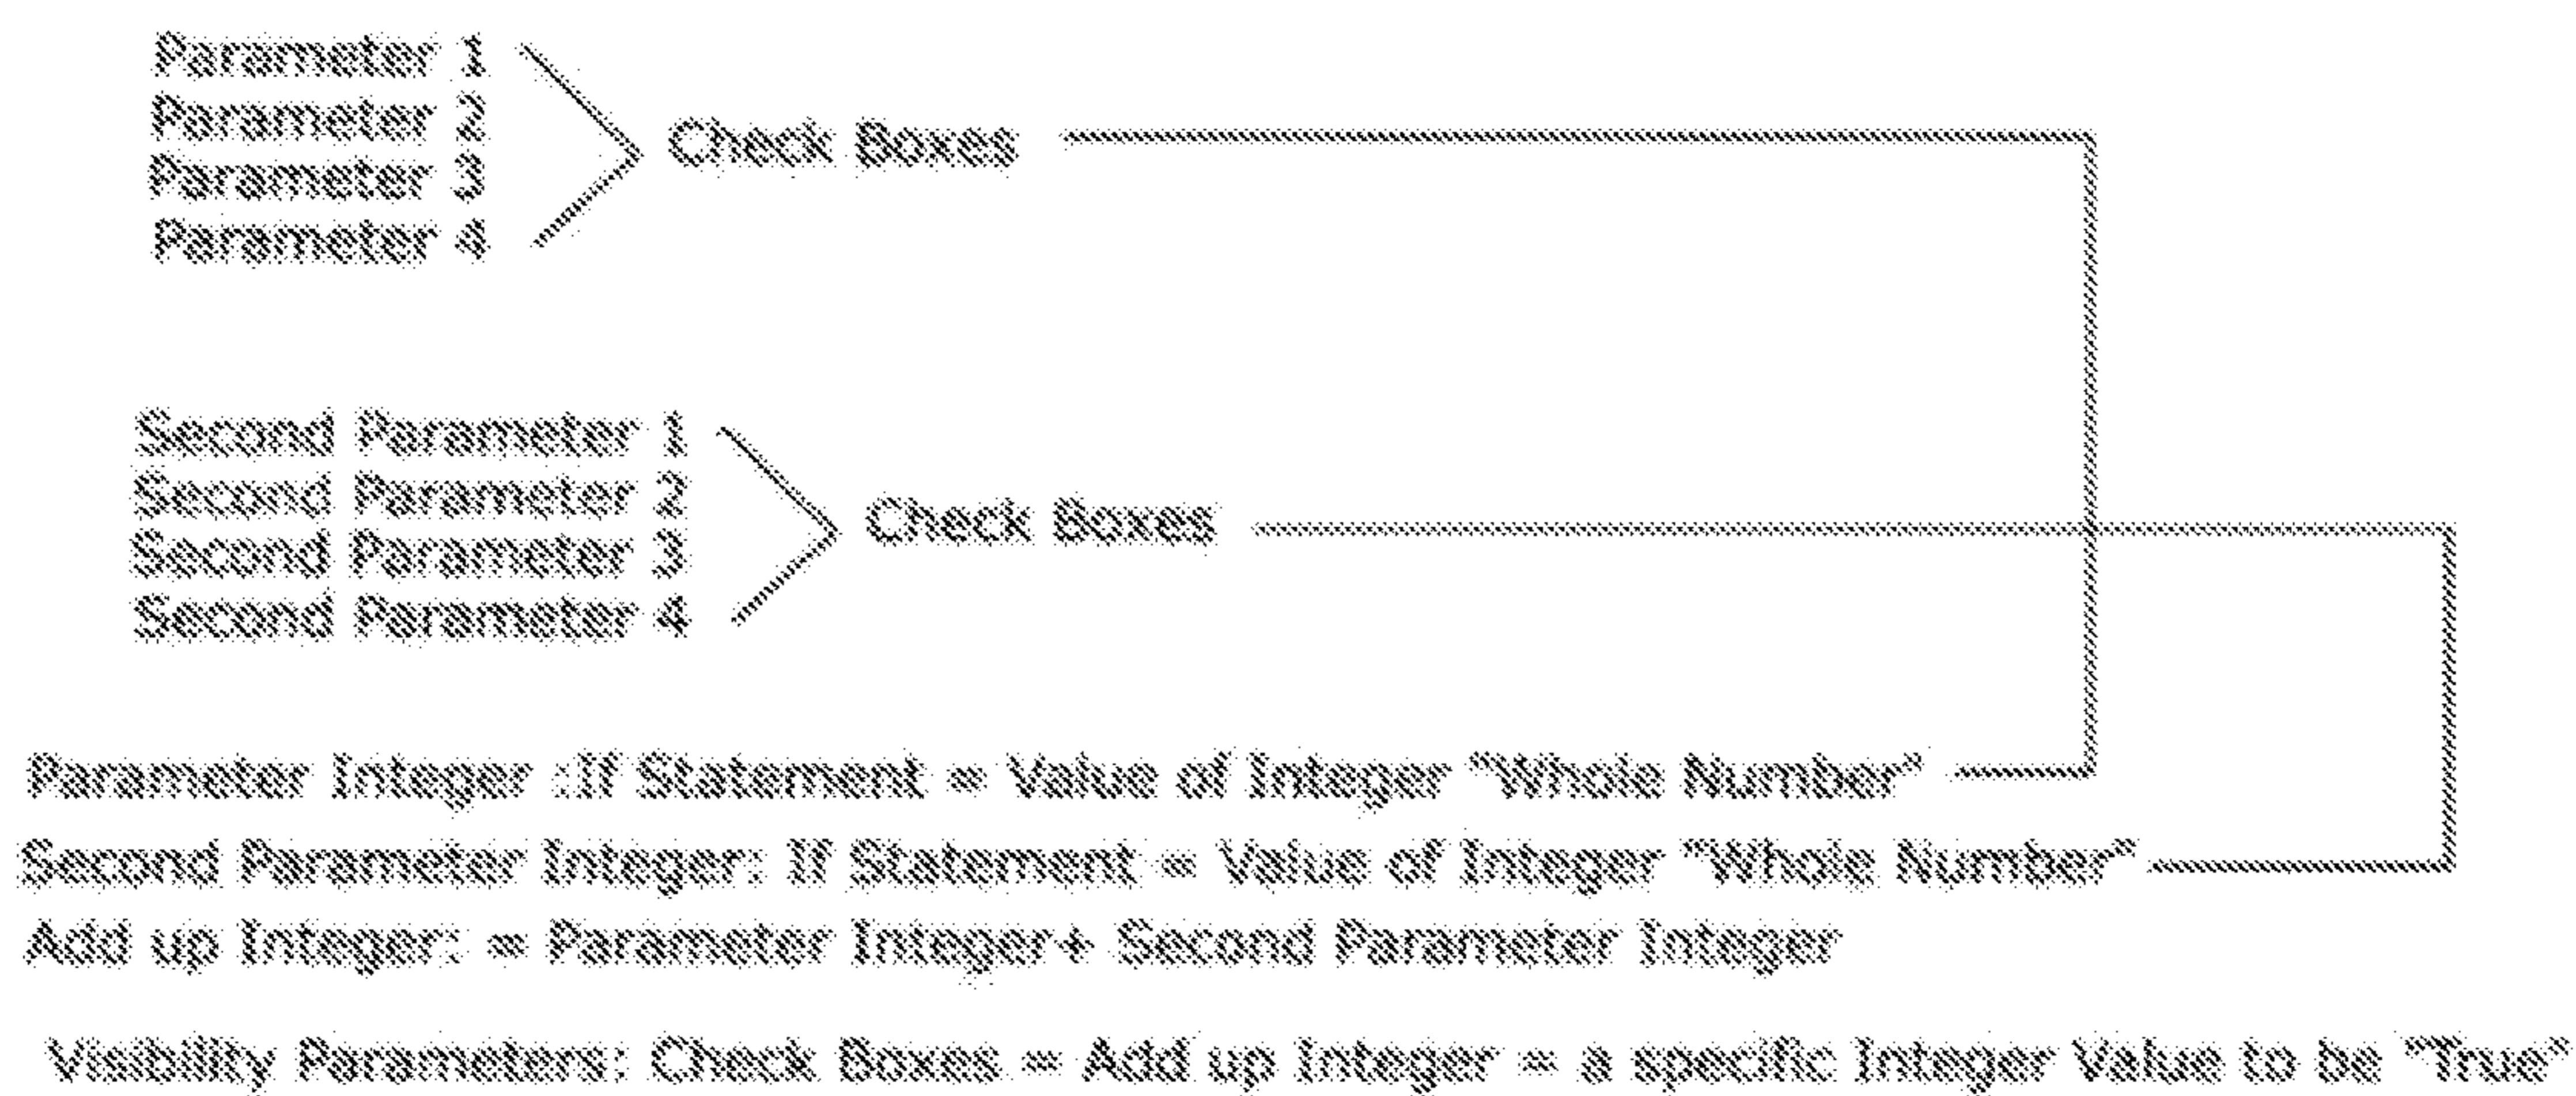 Parameter 1
Parameter 2
Parameter 3
Parameter 4
Check Boxes
Second Parameter 1
Second Parameter 2
Second Parameter 3
Second Parameter 4
Check Boxes
Parameter Integer :If Statement = Value of Integer "Whole Number"
Second Parameter Integer: If Statement = Value of Integer "Whole Number"
Add up Integer: = Parameter Integer+ Second Parameter Integer
Visibility Parameters: Check Boxes = Add up Integer = a specific Integer Value to be "True"